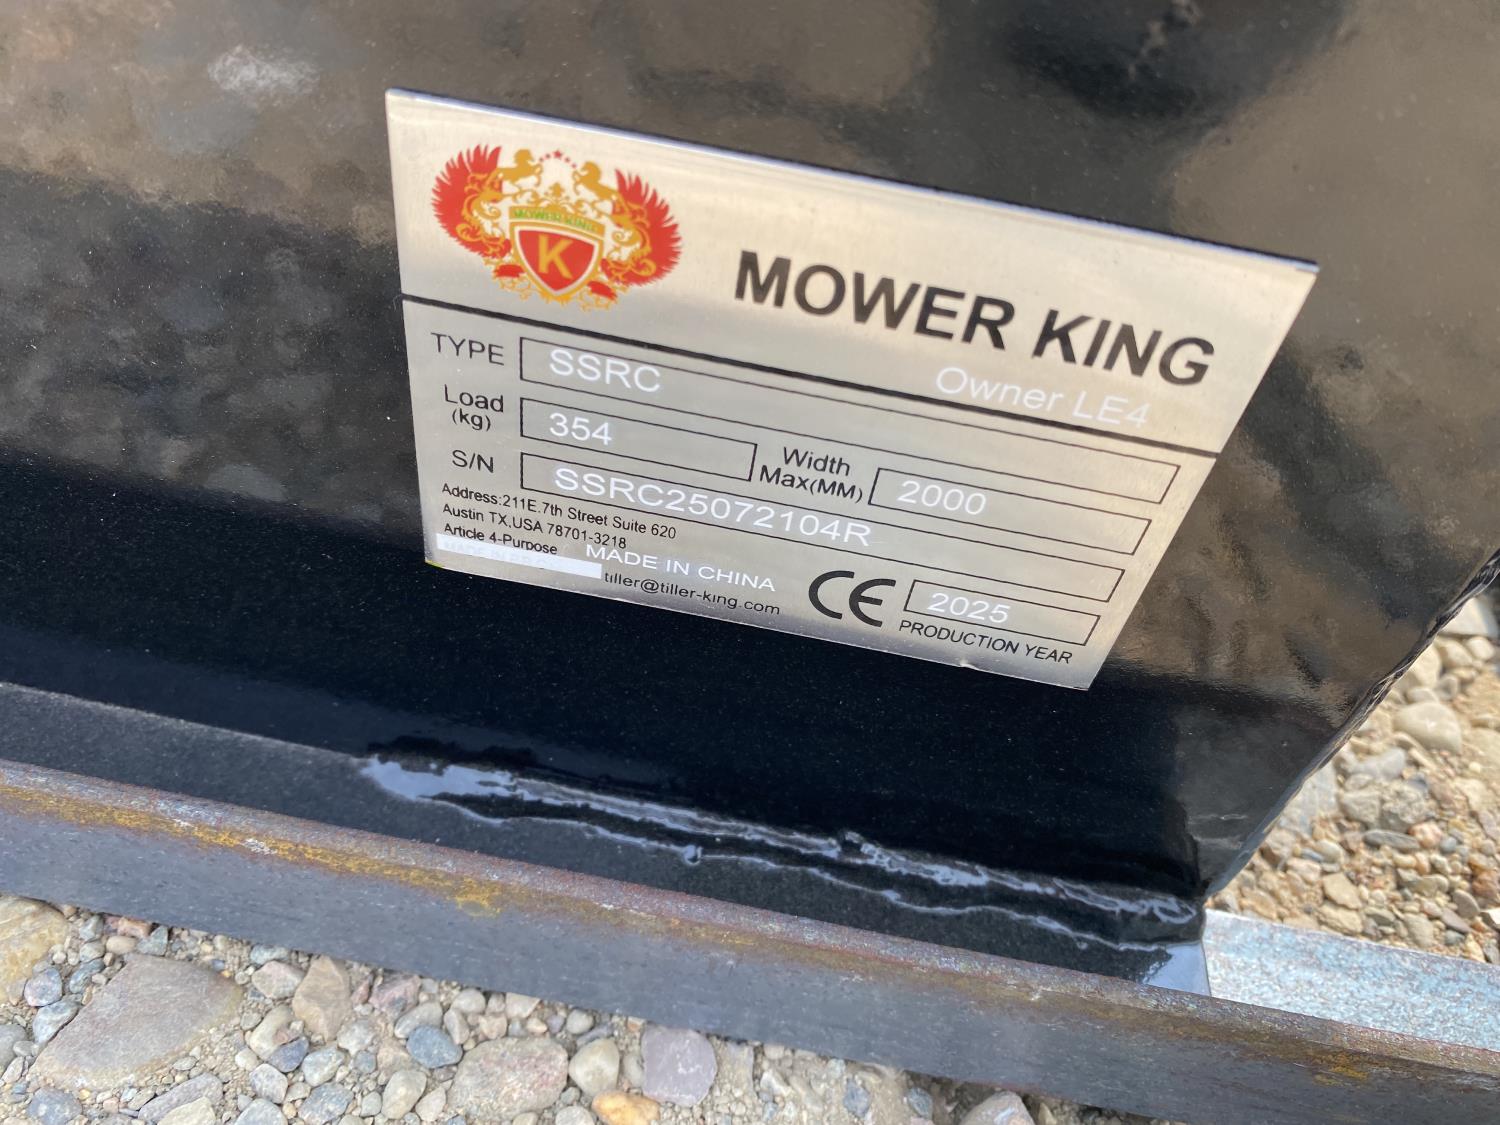 MOWER KING
K
MOWER KING
Owner LE4
TYPE SSRC
Load (kg) 354 Width Max(MM) 2000
S/N SSRC25072104R
Address:211E.7th Street Suite 620
Austin TX,USA 78701-3218
Article 4-Purpose
MADE IN CHINA
tiller@tiller-king.com
CE 2025
PRODUCTION YEAR